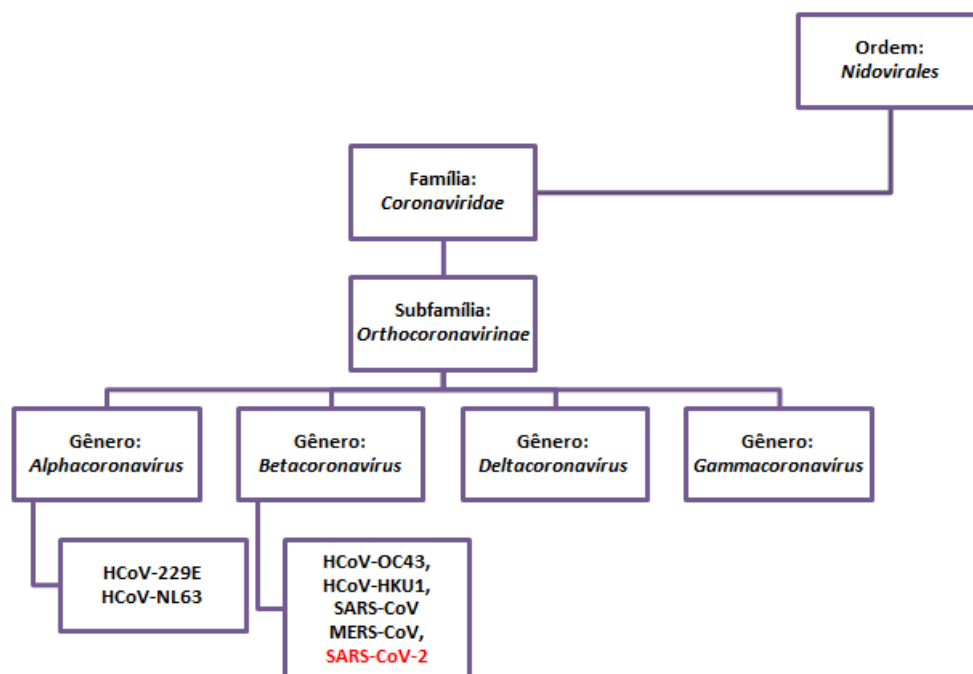 Ordem:
Nidovirales
Família:
Coronaviridae
Subfamília:
Orthocoronavirinae
Gênero:
Alphacoronavírus
Gênero:
Betacoronavírus
Gênero:
Deltacoronavírus
Gênero:
Gammacoronavírus
HCoV-229E
HCoV-NL63
HCoV-OC43,
HCoV-HKU1,
SARS-CoV
MERS-CoV,
SARS-CoV-2